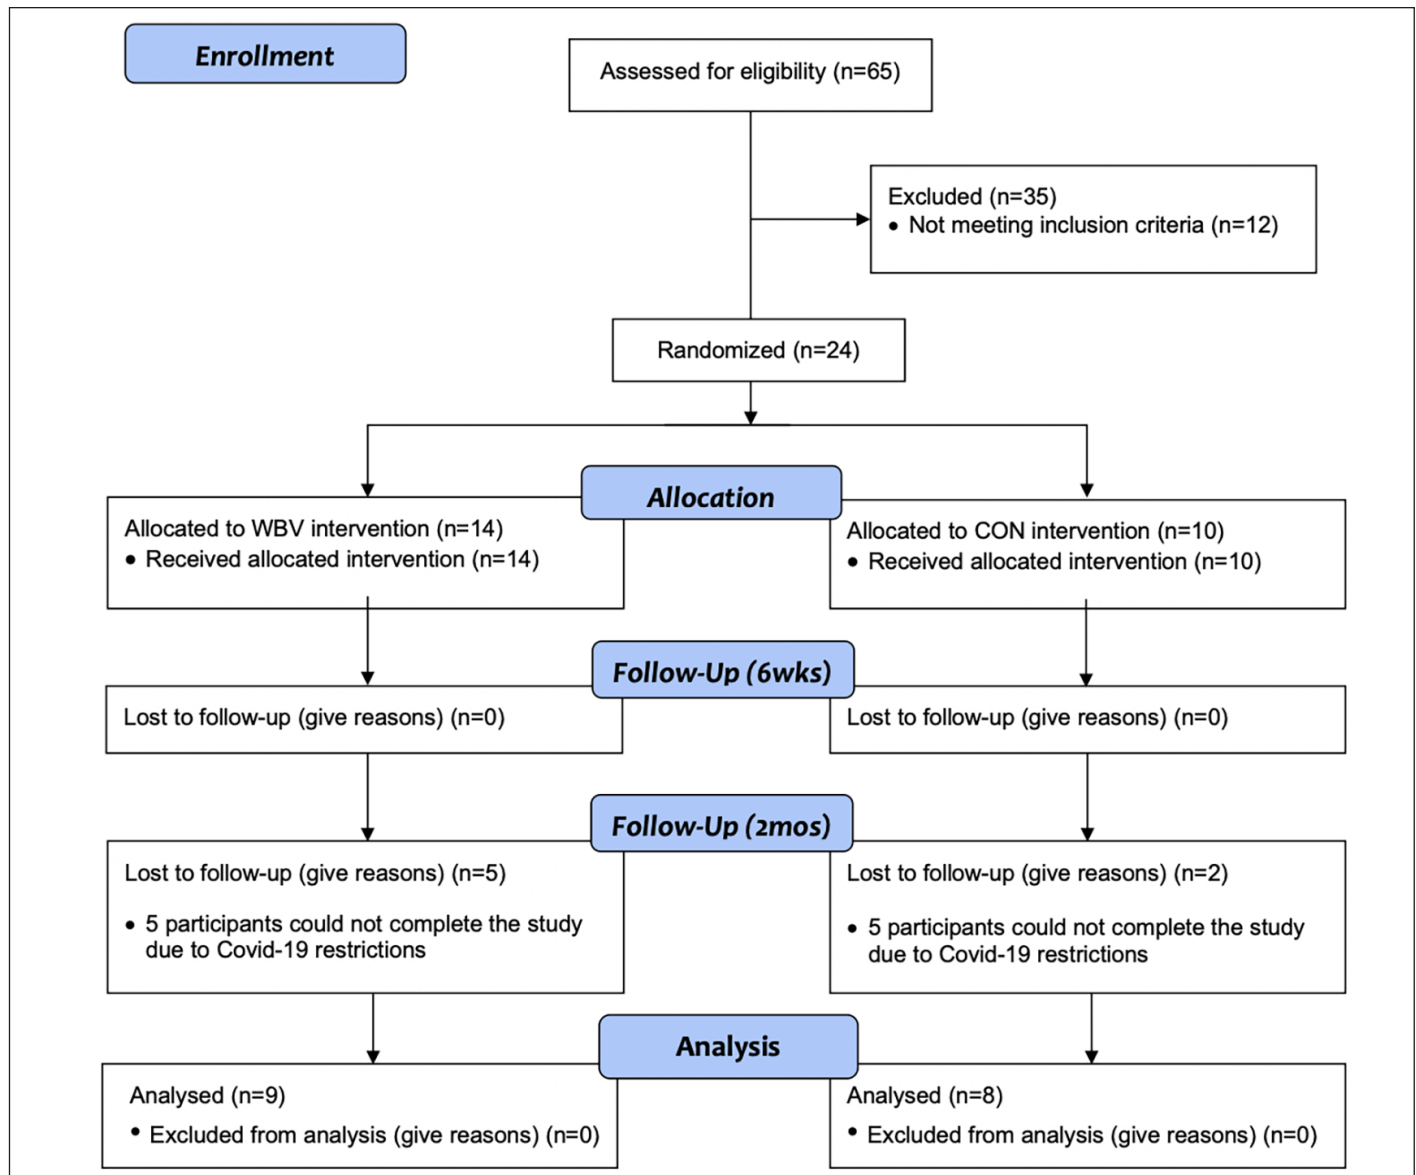 Enrollment
Assessed for eligibility (n=65)
Excluded (n=35)
• Not meeting inclusion criteria (n=12)
Randomized (n=24)
Allocation
Allocated to WBV intervention (n=14)
• Received allocated intervention (n=14)
Allocated to CON intervention (n=10)
• Received allocated intervention (n=10)
Follow-Up (6wks)
Lost to follow-up (give reasons) (n=0)
Lost to follow-up (give reasons) (n=0)
Follow-Up (2mos)
Lost to follow-up (give reasons) (n=5)
• 5 participants could not complete the study
due to Covid-19 restrictions
Lost to follow-up (give reasons) (n=2)
• 5 participants could not complete the study
due to Covid-19 restrictions
Analysis
Analysed (n=9)
• Excluded from analysis (give reasons) (n=0)
Analysed (n=8)
• Excluded from analysis (give reasons) (n=0)